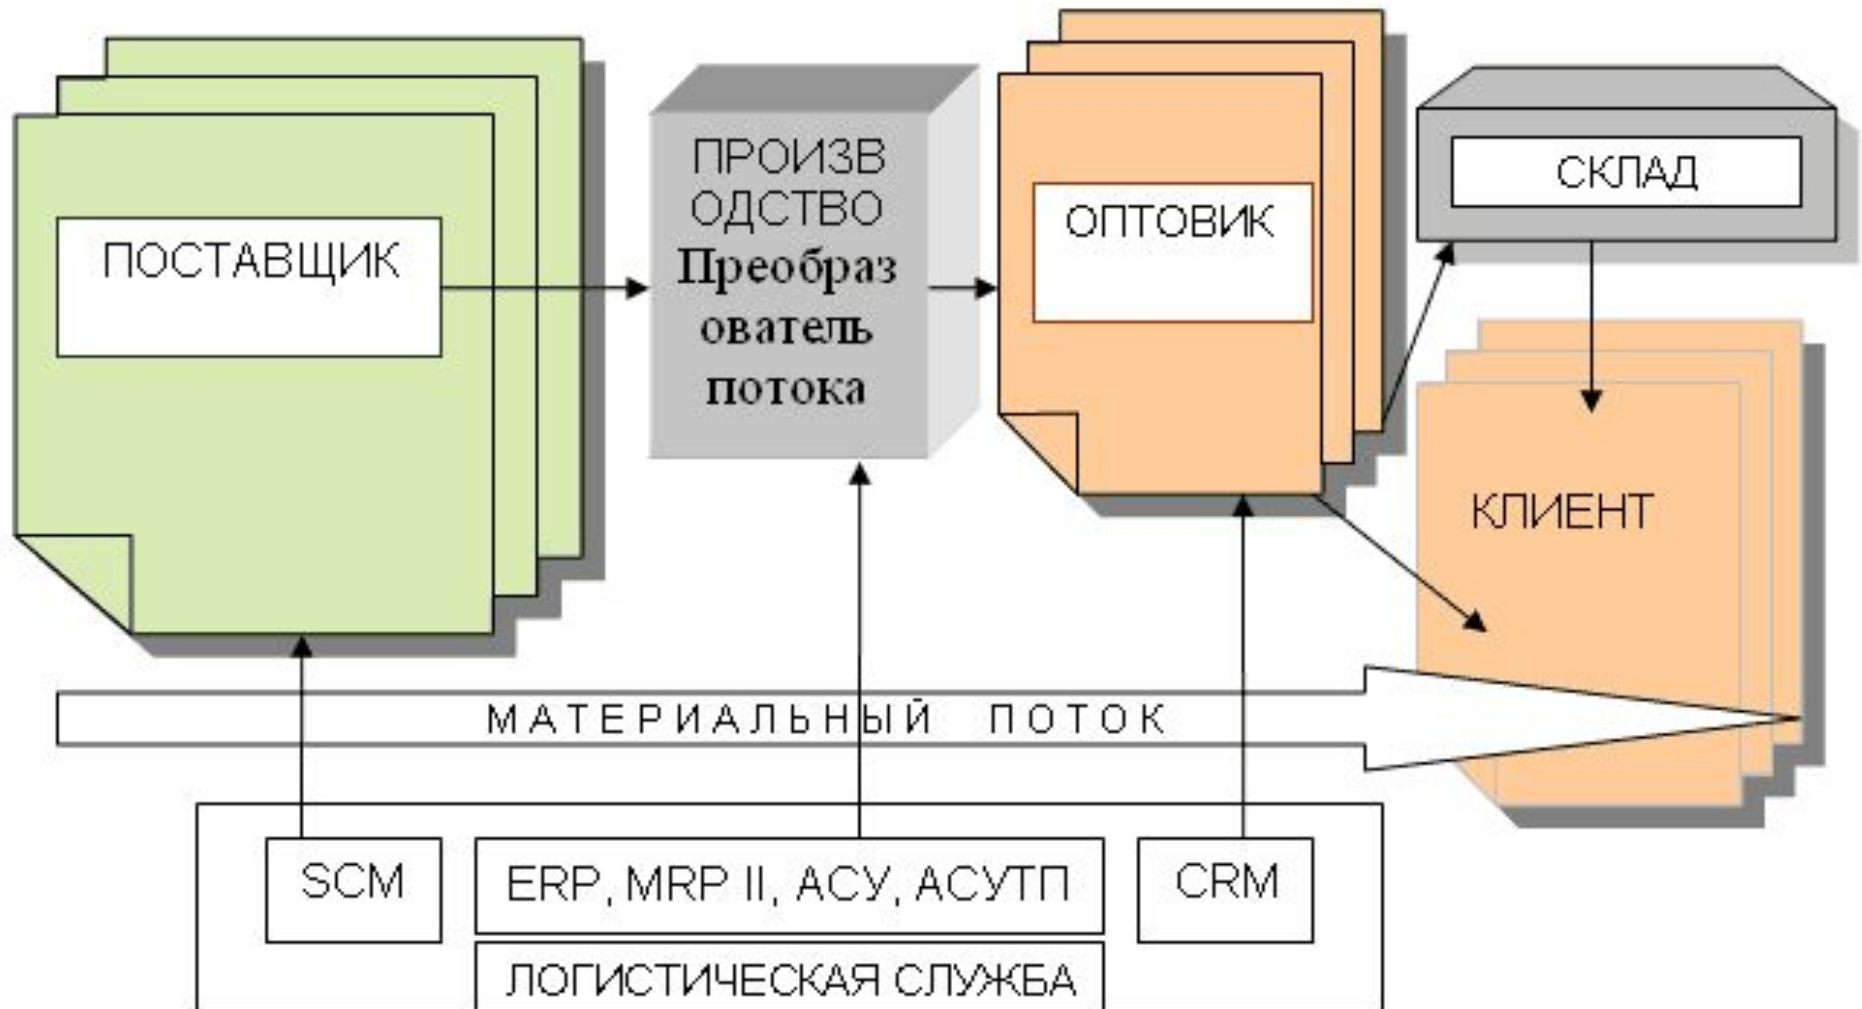 ПОСТАВЩИК
ПРОИЗВ
ОДСТВО
Преобраз
ователь
потока
ОПТОВИК
СКЛАД
КЛИЕНТ
МАТЕРИАЛЬНЫЙ ПОТОК
SCM
ERP, MRP II, АСУ, АСУТП
CRM
ЛОГИСТИЧЕСКАЯ СЛУЖБА